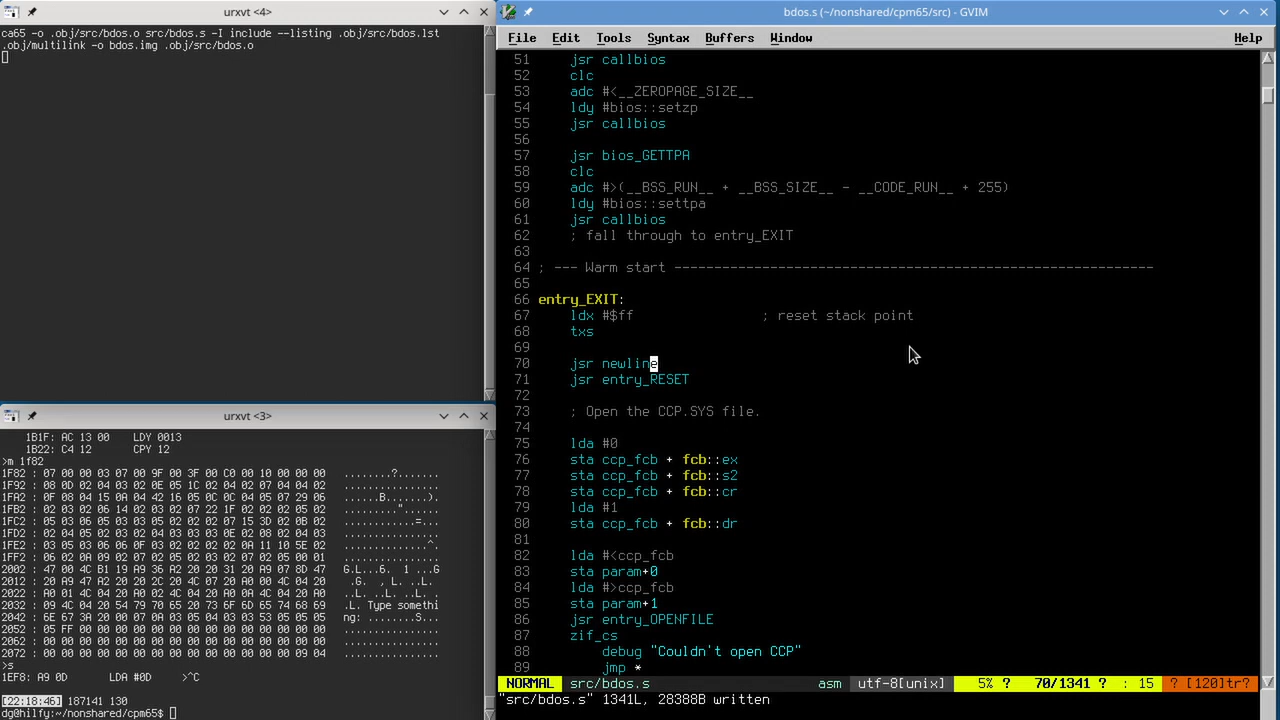 urxvt <4>
ca65 -o .obj/src/bdos.o src/bdos.s -I include --listing .obj/src/bdos.lst
.obj/multilink -o bdos.img .obj/src/bdos.o
urxvt <3>
1B1F: AC 13 00 LDY 0013
1B22: C4 12 CPY 12
>m 1f82
1F82 : 07 00 00 03 07 00 9F 00 3F 00 C0 00 10 00 00 00 ........?.......
1F92 : 08 0D 02 04 03 02 0E 05 1C 02 04 02 07 04 04 02 ................
1FA2 : 0F 08 04 15 0A 04 42 16 05 0C 0C 04 05 07 29 06 ......B.......).
1FB2 : 03 02 06 14 02 03 02 07 22 1F 02 02 02 05 02 ........".......
1FC2 : 05 03 06 05 03 03 05 02 02 02 07 15 3D 02 0B 02 ............=...
1FD2 : 02 04 05 02 03 02 04 03 03 03 0E 02 08 02 04 03 ................
1FE2 : 03 05 03 06 06 0F 03 02 02 02 02 0A 11 10 5E 02 ..............^.
1FF2 : 06 02 0A 09 02 07 02 05 02 03 02 0D 02 03 01 00 ................
2002 : 47 00 4C B1 19 A9 36 A2 20 20 31 20 A9 07 8D 47 G.L...6. 1 ...G
2012 : 20 A9 47 A2 20 20 2C 20 4C 07 20 A0 00 4C 04 20 .G. , L. ..L.
2022 : A0 01 4C 04 20 A0 02 4C 04 20 A0 0A 4C 04 20 A0 ..L. ..L. ..L. .
2032 : 09 4C 04 20 54 79 70 65 20 73 6F 6D 65 74 68 69 .L. Type somethi
2042 : 6E 67 3A 20 00 07 0A 03 05 04 03 03 53 05 05 05 ng: ........S...
2052 : 05 FF 00 00 00 00 00 00 00 00 00 00 00 00 00 00 ................
2062 : 00 00 00 00 00 00 00 00 00 00 00 00 00 00 00 00 ................
2072 : 00 00 00 00 00 00 00 00 00 00 00 00 00 00 09 04 ................
>s
1EF8: A9 0D LDA #0D >^C
[22:18:46] 187141 130
dg@hilfy:~/nonshared/cpm65$
bdos.s (~/nonshared/cpm65/src) - GVIM
File Edit Tools Syntax Buffers Window Help
51 jsr callbios
52 clc
53 adc #<__ZEROPAGE_SIZE__
54 ldy #bios::setzp
55 jsr callbios
56
57 jsr bios_GETTPA
58 clc
59 adc #>(__BSS_RUN__ + __BSS_SIZE__ - __CODE_RUN__ + 255)
60 ldy #bios::settpa
61 jsr callbios
62 ; fall through to entry_EXIT
63
64 ; --- Warm start ------------------------------------------------------------
65
66 entry_EXIT:
67 ldx #$ff ; reset stack point
68 txs
69
70 jsr newline
71 jsr entry_RESET
72
73 ; Open the CCP.SYS file.
74
75 lda #0
76 sta ccp_fcb + fcb::ex
77 sta ccp_fcb + fcb::s2
78 sta ccp_fcb + fcb::cr
79 lda #1
80 sta ccp_fcb + fcb::dr
81
82 lda #<ccp_fcb
83 sta param+0
84 lda #>ccp_fcb
85 sta param+1
86 jsr entry_OPENFILE
87 zif_cs
88 debug "Couldn't open CCP"
89 jmp *
NORMAL src/bdos.s asm utf-8[unix] 5% ? 70/1341 ? : 15 ? [120]tr?
"src/bdos.s" 1341L, 28388B written